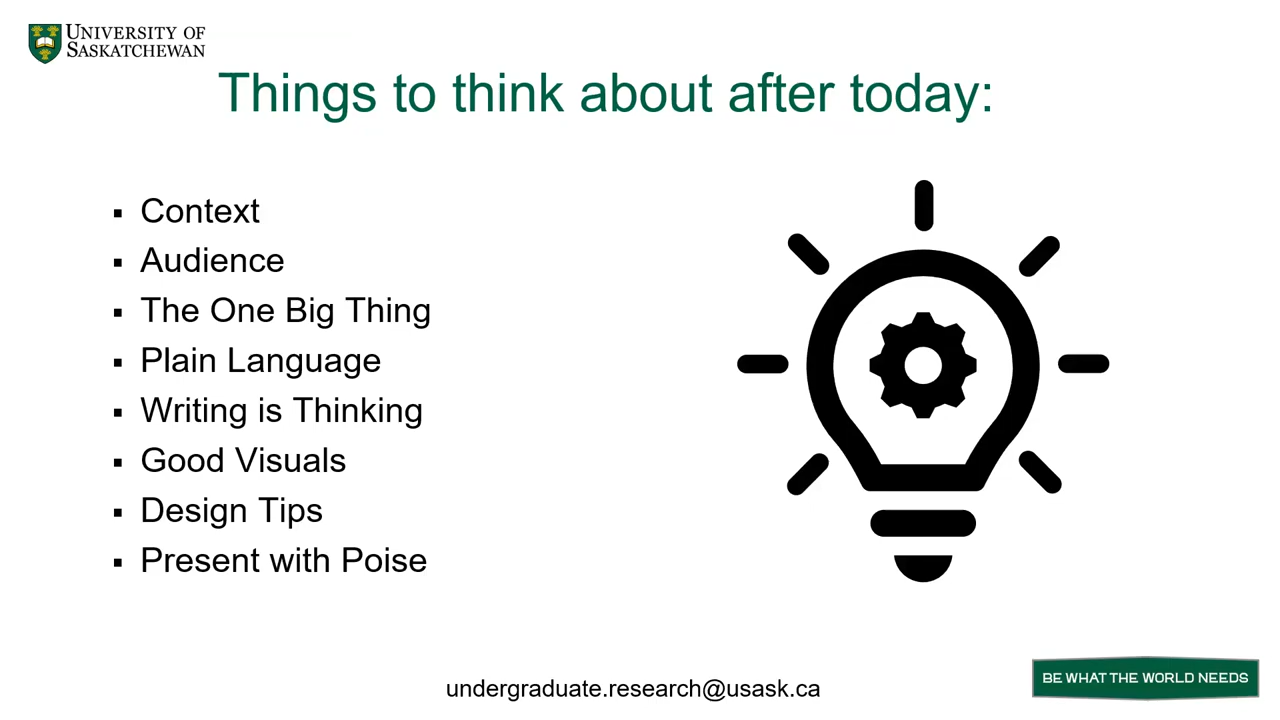 UNIVERSITY OF
SASKATCHEWAN
Things to think about after today:
▪ Context
▪ Audience
▪ The One Big Thing
▪ Plain Language
▪ Writing is Thinking
▪ Good Visuals
▪ Design Tips
▪ Present with Poise
undergraduate.research@usask.ca
BE WHAT THE WORLD NEEDS